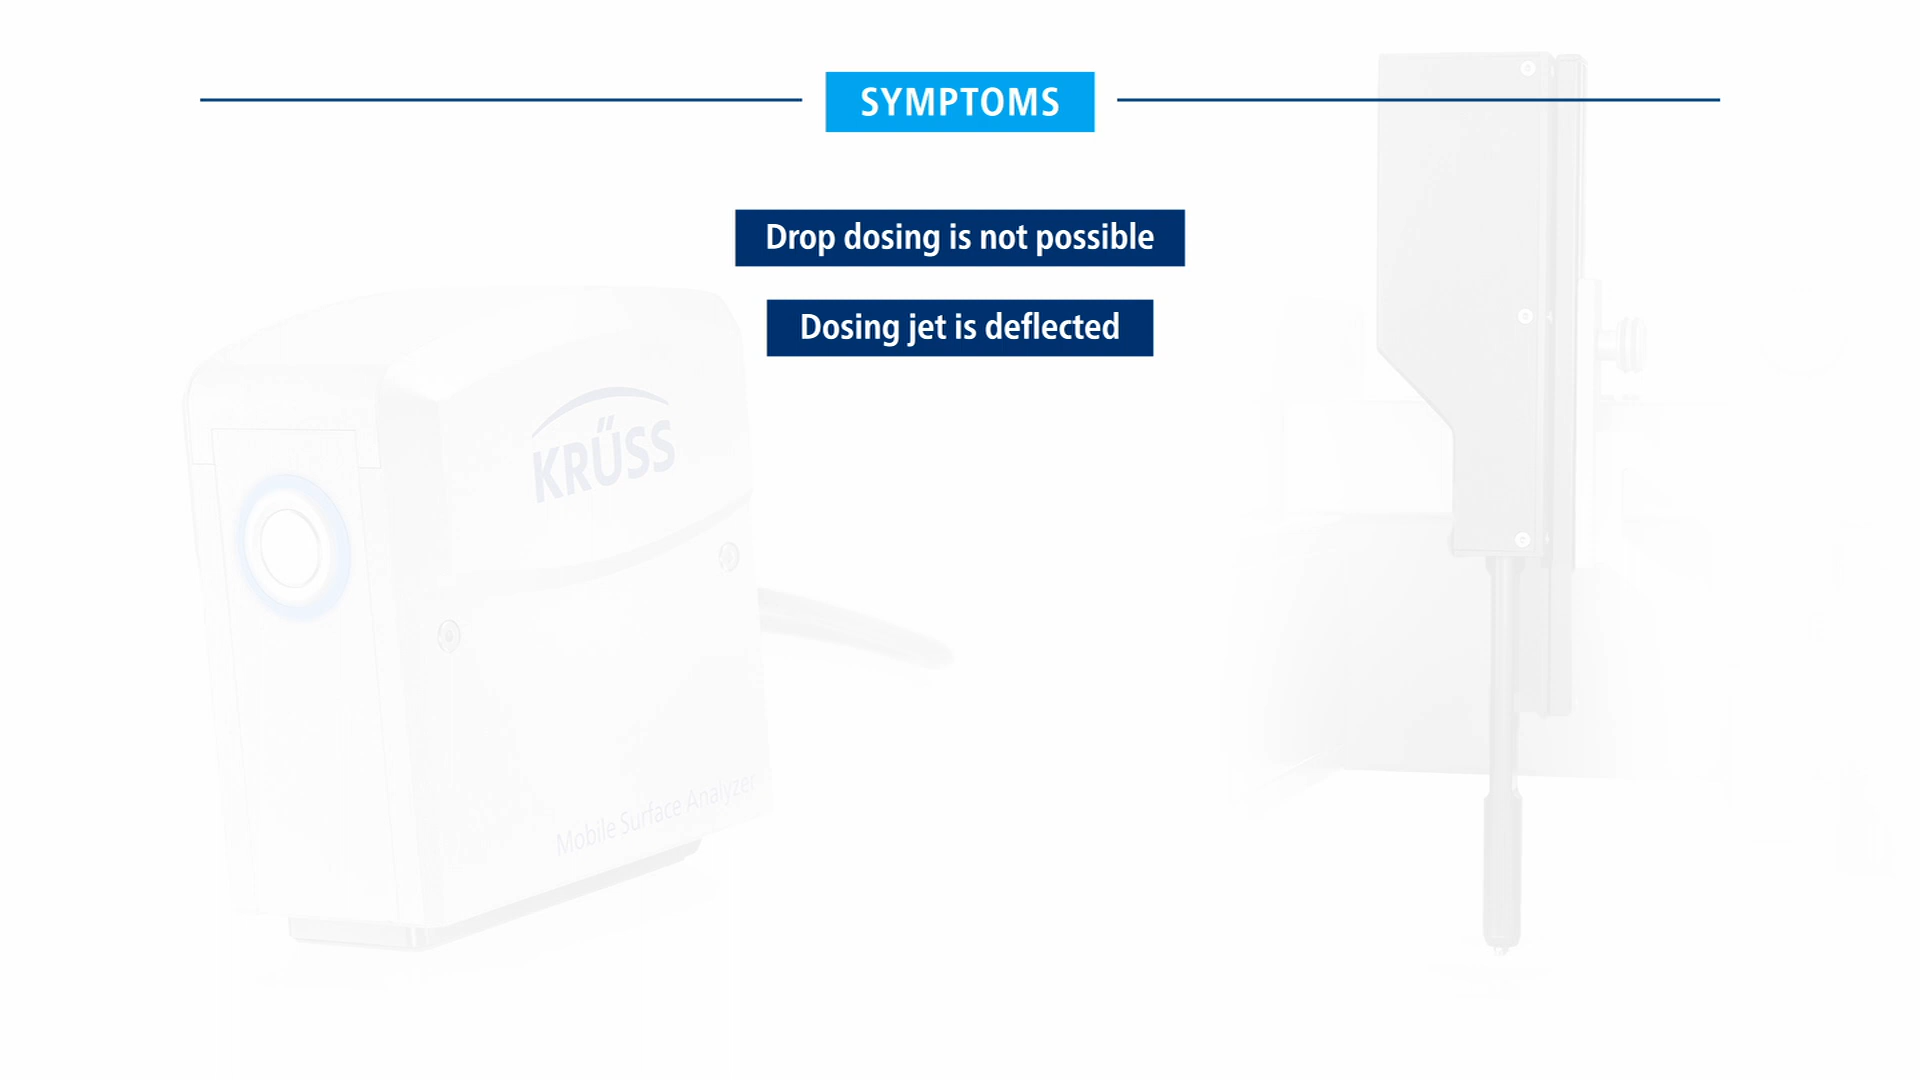 SYMPTOMS
Drop dosing is not possible
Dosing jet is deflected
KRÜSS
Mobile Surface Analyzer